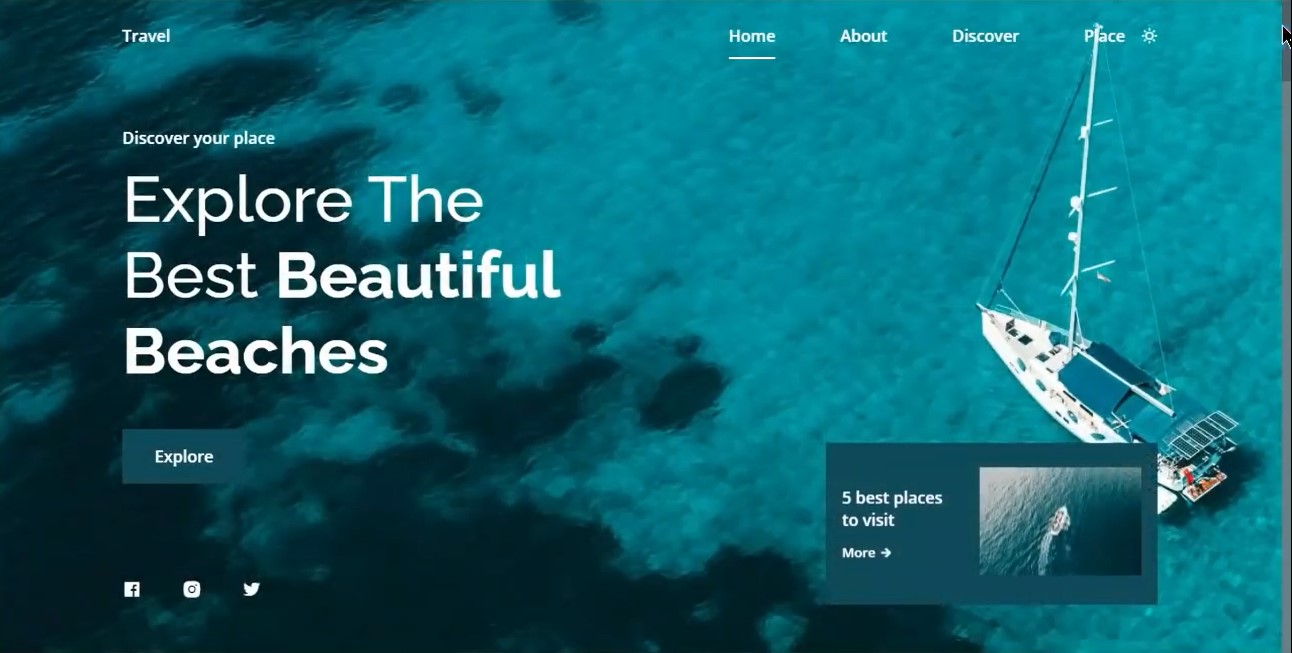 Travel
Home
About
Discover
Place
Discover your place
Explore The
Best Beautiful
Beaches
Explore
5 best places
to visit
More →